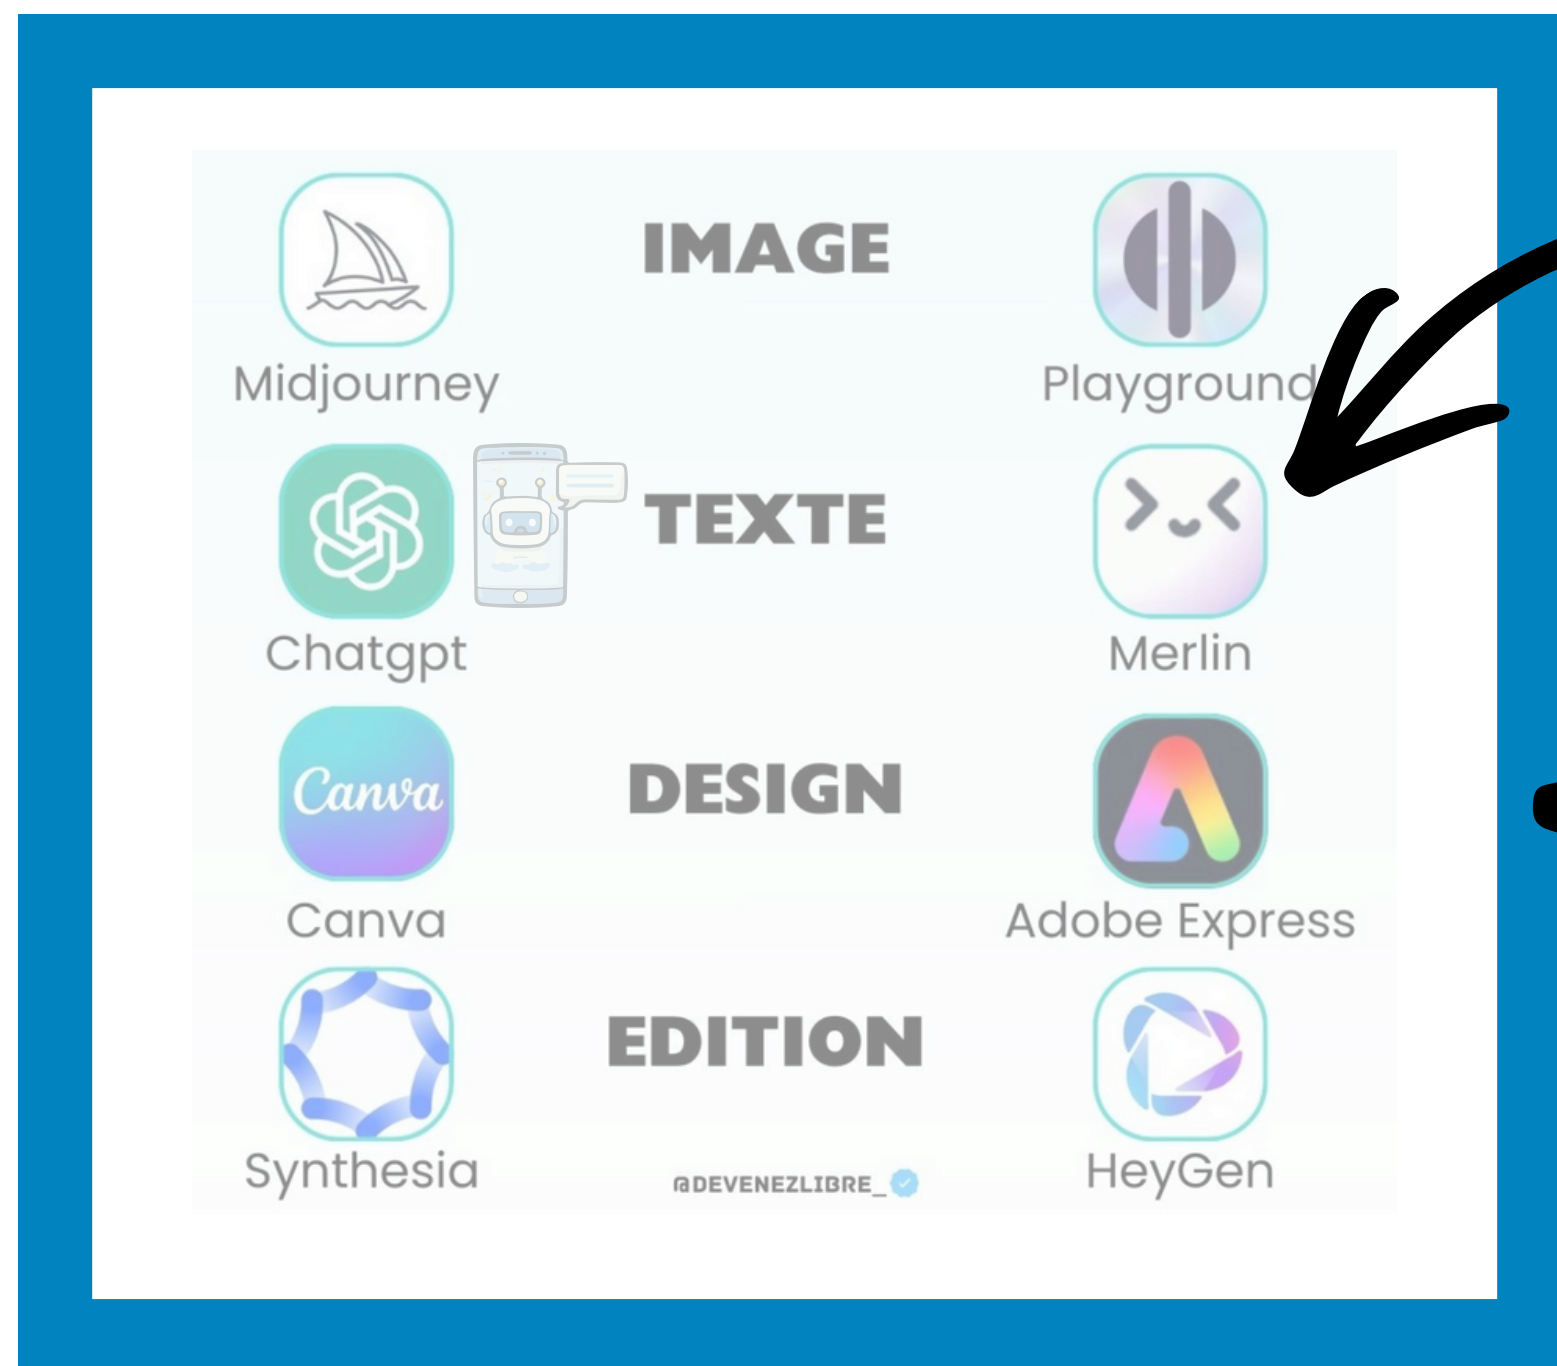 IMAGE
Midjourney
Playground
TEXTE
Chatgpt
Merlin
Canva
DESIGN
Canva
Adobe Express
EDITION
Synthesia
@DEVENEZLIBRE_
HeyGen